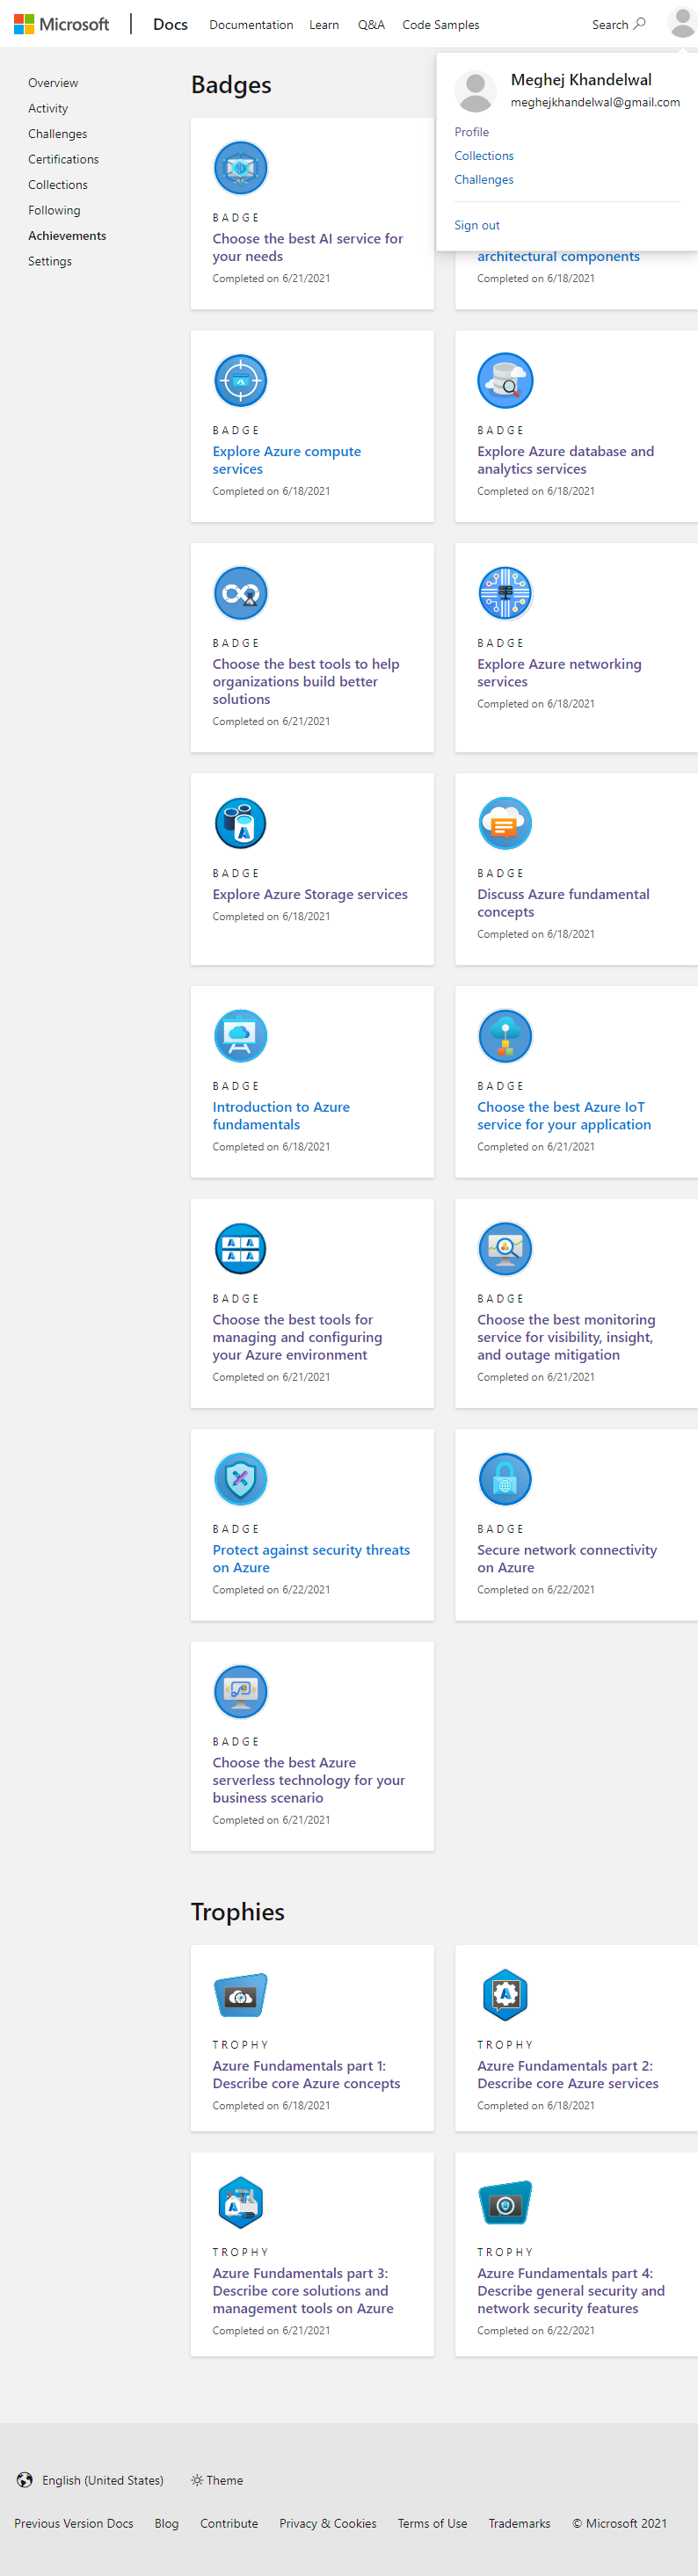 Microsoft
Docs
Documentation
Learn
Q&A
Code Samples
Search
Meghej Khandelwal
meghejkhandelwal@gmail.com
Profile
Collections
Challenges
Sign out
Overview
Activity
Challenges
Certifications
Collections
Following
Achievements
Settings
Badges
BADGE
Choose the best AI service for
your needs
Completed on 6/21/2021
architectural components
Completed on 6/18/2021
BADGE
Explore Azure compute
services
Completed on 6/18/2021
BADGE
Explore Azure database and
analytics services
Completed on 6/18/2021
BADGE
Choose the best tools to help
organizations build better
solutions
Completed on 6/21/2021
BADGE
Explore Azure networking
services
Completed on 6/18/2021
BADGE
Explore Azure Storage services
Completed on 6/18/2021
BADGE
Discuss Azure fundamental
concepts
Completed on 6/18/2021
BADGE
Introduction to Azure
fundamentals
Completed on 6/18/2021
BADGE
Choose the best Azure IoT
service for your application
Completed on 6/21/2021
BADGE
Choose the best tools for
managing and configuring
your Azure environment
Completed on 6/21/2021
BADGE
Choose the best monitoring
service for visibility, insight,
and outage mitigation
Completed on 6/21/2021
BADGE
Protect against security threats
on Azure
Completed on 6/22/2021
BADGE
Secure network connectivity
on Azure
Completed on 6/22/2021
BADGE
Choose the best Azure
serverless technology for your
business scenario
Completed on 6/21/2021
Trophies
TROPHY
Azure Fundamentals part 1:
Describe core Azure concepts
Completed on 6/18/2021
TROPHY
Azure Fundamentals part 2:
Describe core Azure services
Completed on 6/18/2021
TROPHY
Azure Fundamentals part 3:
Describe core solutions and
management tools on Azure
Completed on 6/21/2021
TROPHY
Azure Fundamentals part 4:
Describe general security and
network security features
Completed on 6/22/2021
English (United States)
Theme
Previous Version Docs
Blog
Contribute
Privacy & Cookies
Terms of Use
Trademarks
© Microsoft 2021